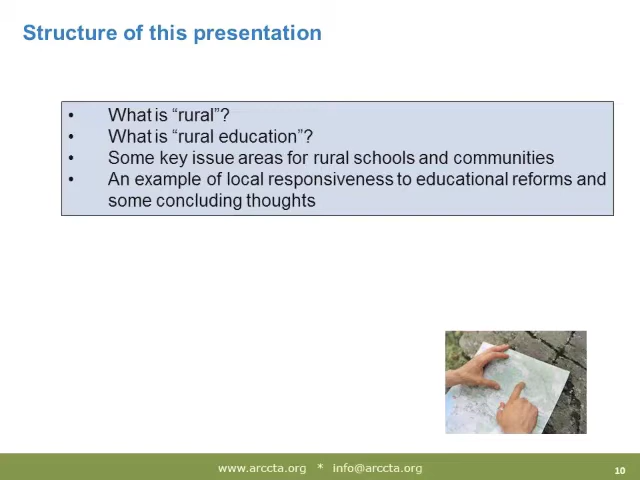 Structure of this presentation
• What is “rural”?
• What is “rural education”?
• Some key issue areas for rural schools and communities
• An example of local responsiveness to educational reforms and
some concluding thoughts
www.arccta.org * info@arccta.org
10